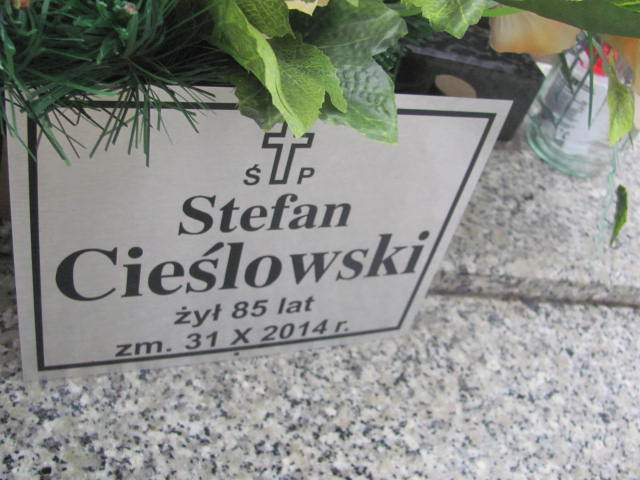 Ś P
Stefan
Cieślowski
żył 85 lat
zm. 31 X 2014 r.